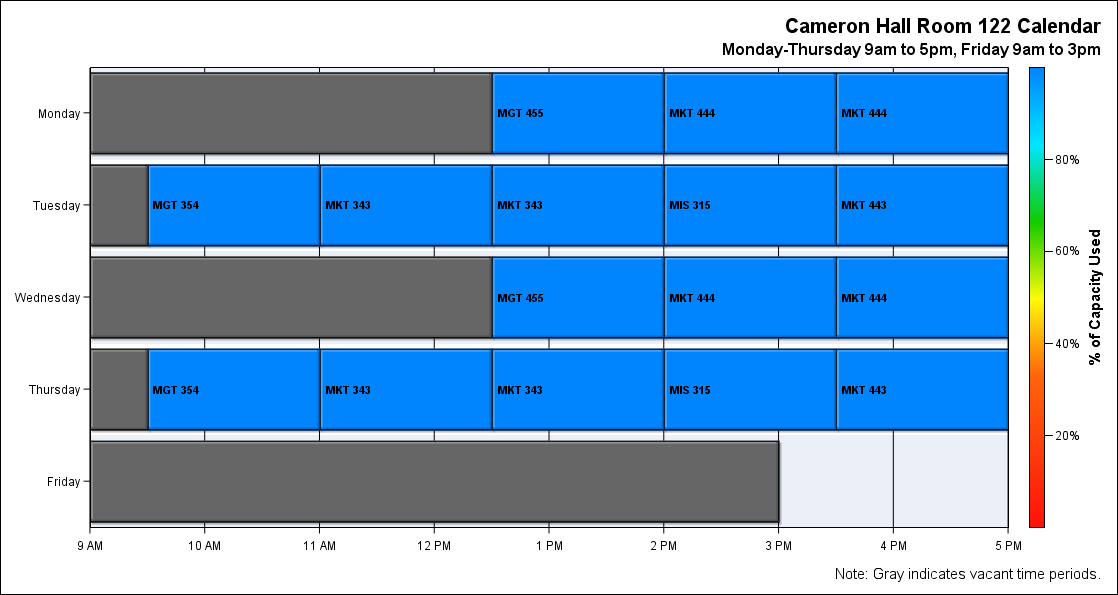 Cameron Hall Room 122 Calendar
Monday-Thursday 9am to 5pm, Friday 9am to 3pm
Monday
MGT 455 MKT 444 MKT 444
Tuesday
MGT 354 MKT 343 MKT 343 MIS 315 MKT 443
Wednesday
MGT 455 MKT 444 MKT 444
Thursday
MGT 354 MKT 343 MKT 343 MIS 315 MKT 443
Friday
9 AM 10 AM 11 AM 12 PM 1 PM 2 PM 3 PM 4 PM 5 PM
80%
60%
40%
20%
% of Capacity Used
Note: Gray indicates vacant time periods.